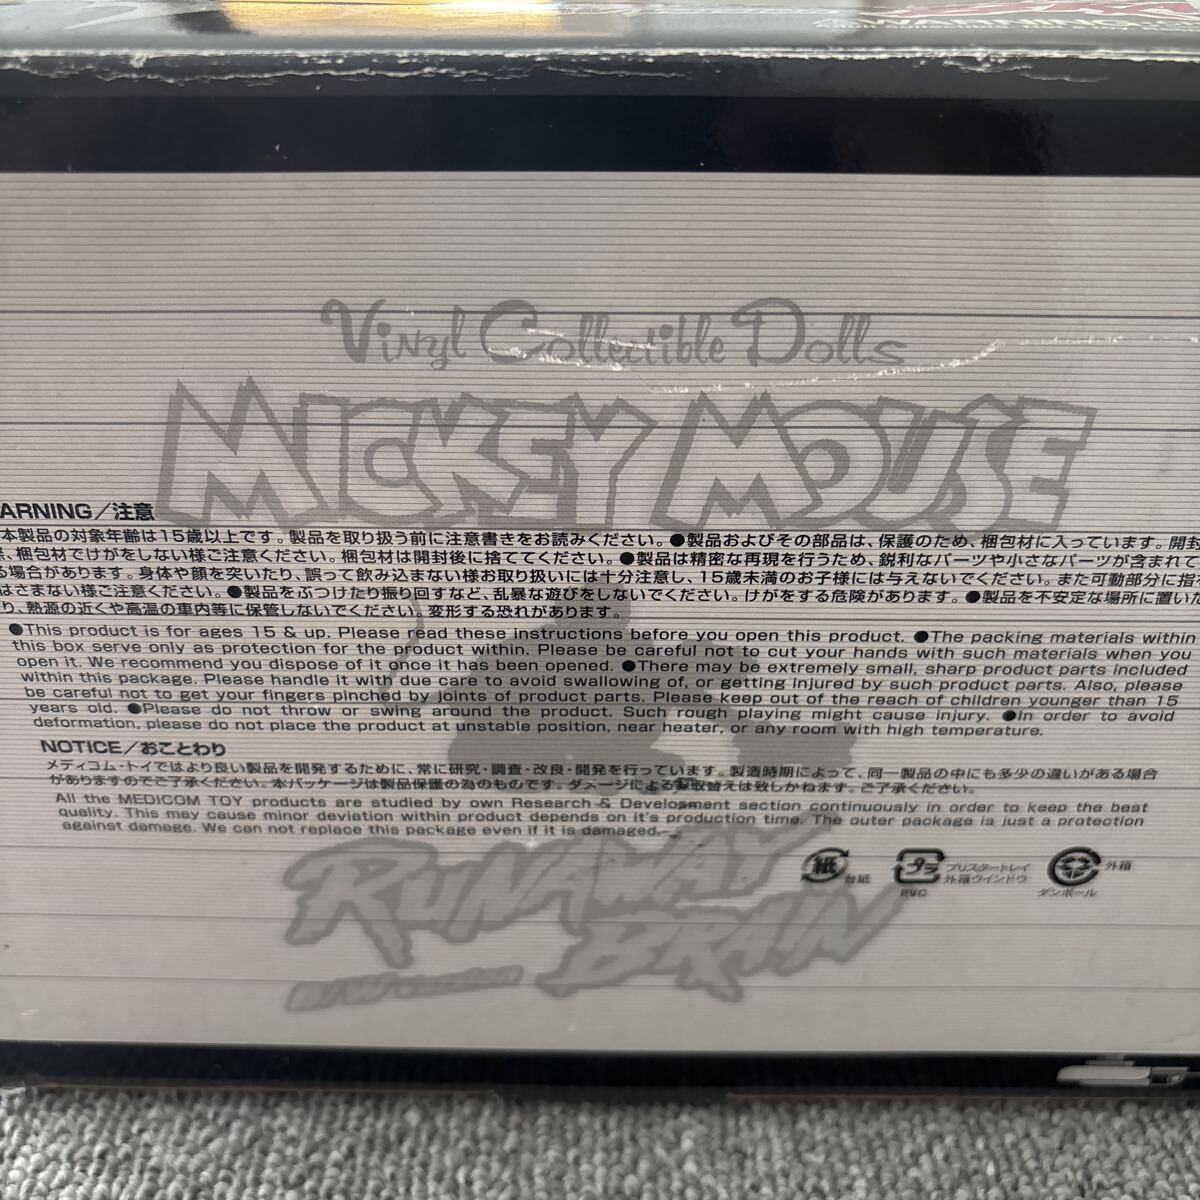 WARNING
Vinyl Collectible Dolls
MICKEY MOUSE
ARNING／注意
本製品の対象年齢は15歳以上です。製品を取り扱う前に注意書きをお読みください。●製品およびその部品は、保護のため、梱包材に入っています。開封
梱包材でけがをしない様ご注意ください。梱包材は開封後に捨ててください。●製品は精密な再現を行うため、鋭利なパーツや小さなパーツが含まれて
る場合があります。身体や顔を突いたり、誤って飲み込まない様お取り扱いには十分注意し、15歳未満のお子様には与えないでください。また可動部分に指
はさまない様ご注意ください。●製品をぶつけたり振り回すなど、乱暴な遊びをしないでください。けがをする危険があります。●製品を不安定な場所に置いた
り、熱源の近くや高温の車内等に保管しないでください。変形する恐れがあります。
●This product is for ages 15 & up. Please read these instructions before you open this product. ●The packing materials within
this box serve only as protection for the product within. Please be careful not to cut your hands with such materials when you
open it. We recommend you dispose of it once it has been opened. ●There may be extremely small, sharp product parts included
within this package. Please handle it with due care to avoid swallowing of, or getting injured by such product parts. Also, please
be careful not to get your fingers pinched by joints of product parts. Please keep out of the reach of children younger than 15
years old. ●Please do not throw or swing around the product. Such rough playing might cause injury. ●In order to avoid
deformation, please do not place the product at unstable position, near heater, or any room with high temperature.
NOTICE／おことわり
メディコム・トイではより良い製品を開発するために、常に研究・調査・改良・開発を行っています。製造時期によって、同一製品の中にも多少の違いがある場合
がありますのでご了承ください。本パッケージは製品保護の為のものです。ダメージによるお取替えは致しかねます。ご了承ください。
All the MEDICOM TOY products are studied by own Research & Development section continuously in order to keep the best
quality. This may cause minor deviation within product depends on it's production time. The outer package is just a protection
against damage. We can not replace this package even if it is damaged.
紙 台紙
プラ PVC ブリスタートレイ 外箱ウインドウ
ダンボール 外箱
RUNAWAY
BRAIN
B/W Version